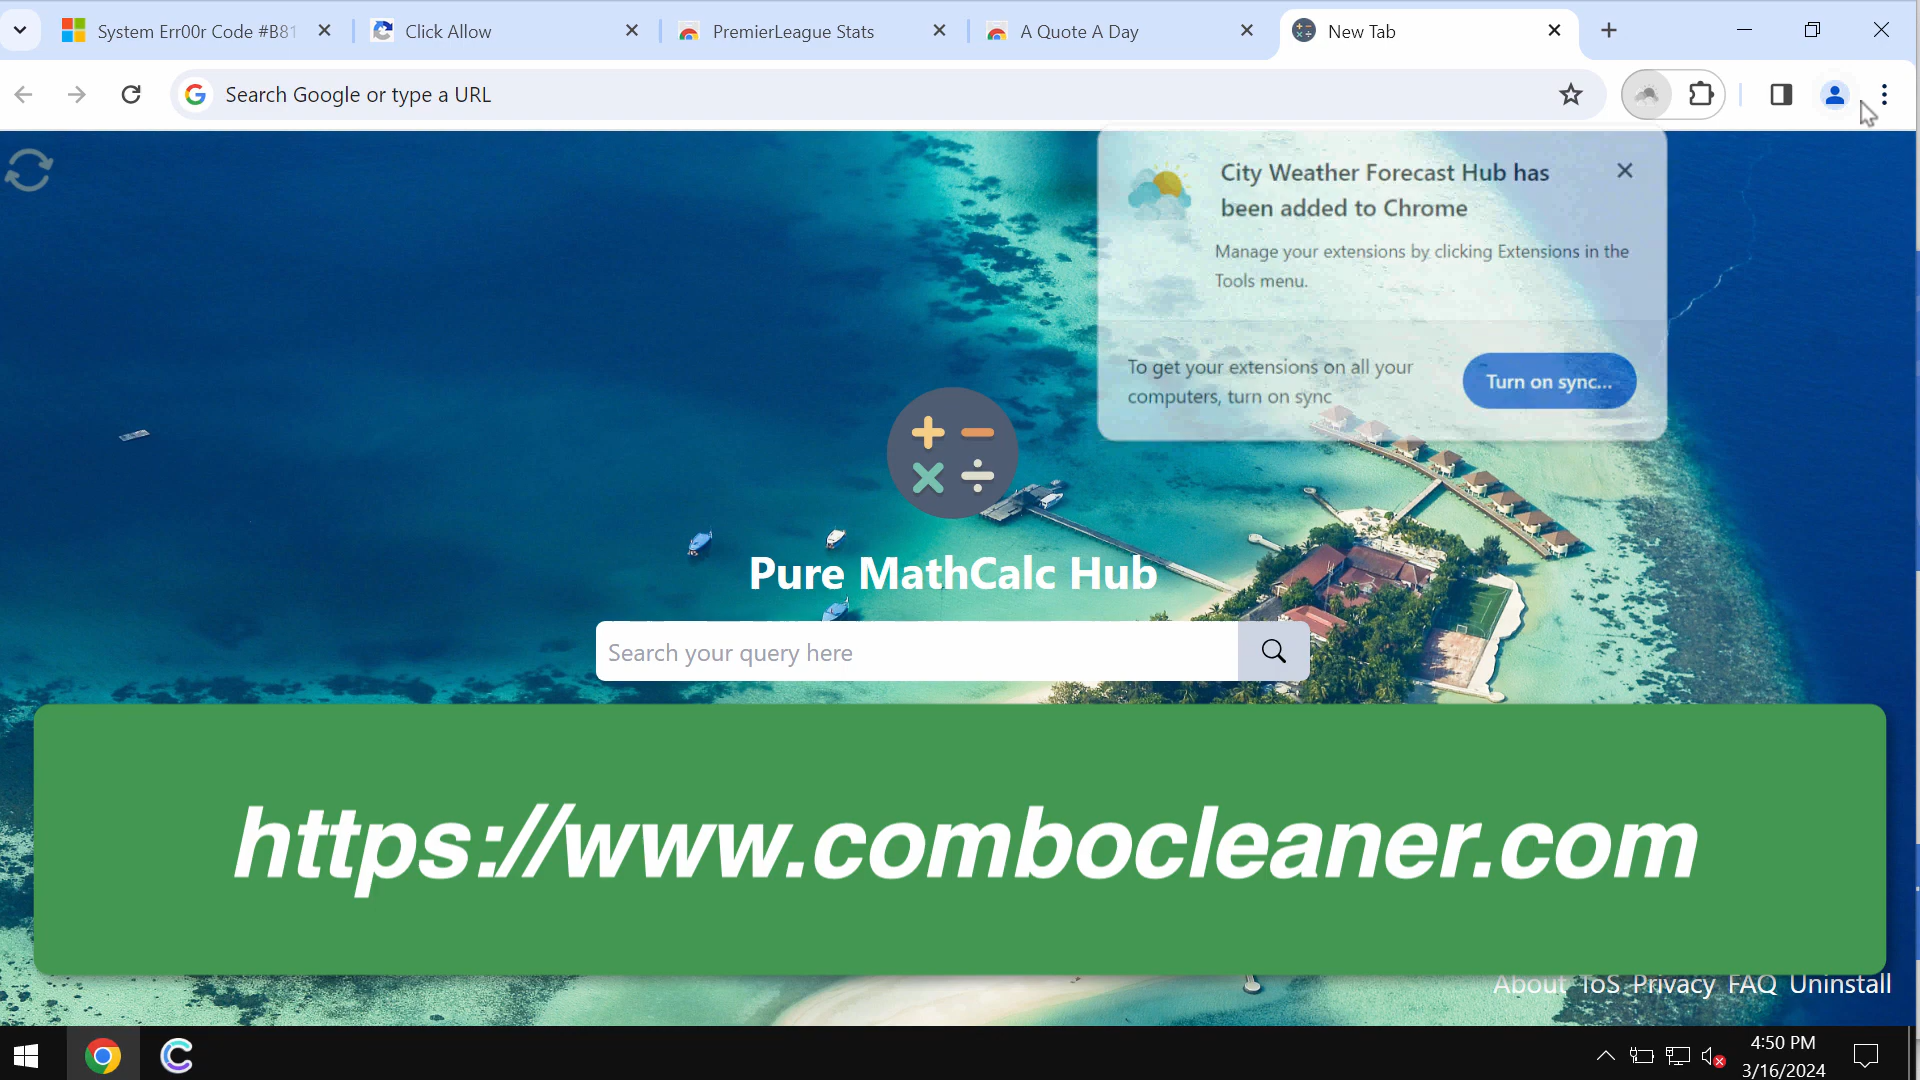 System Err00r Code #B81
Click Allow
PremierLeague Stats
A Quote A Day
New Tab
Search Google or type a URL
City Weather Forecast Hub has
been added to Chrome
Manage your extensions by clicking Extensions in the
Tools menu.
To get your extensions on all your
computers, turn on sync
Turn on sync...
Pure MathCalc Hub
Search your query here
https://www.combocleaner.com
About ToS Privacy FAQ Uninstall
4:50 PM
3/16/2024